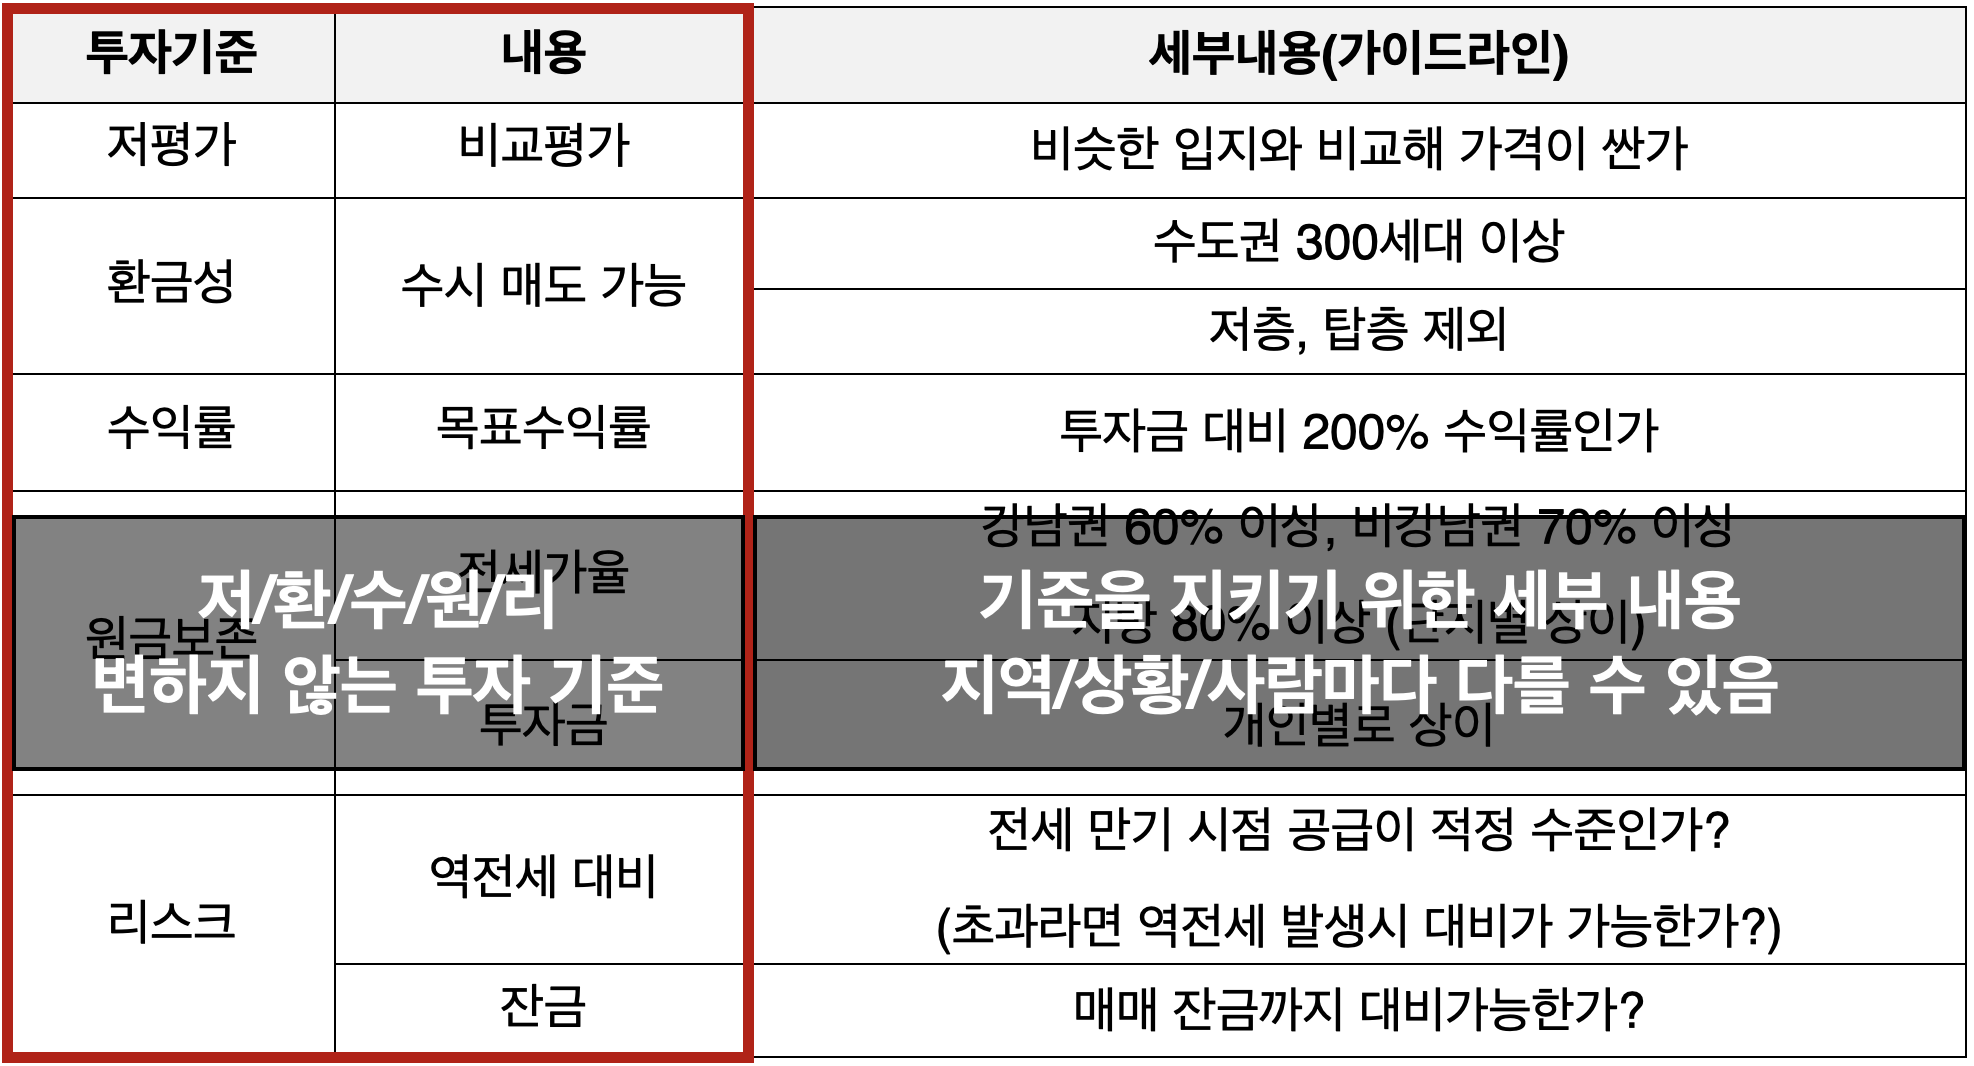 투자기준 내용 세부내용(가이드라인)
저평가 비교평가 비슷한 입지와 비교해 가격이 싼가
환금성 수시 매도 가능 수도권 300세대 이상
저층, 탑층 제외
수익률 목표수익률 투자금 대비 200% 수익률인가
원금보존 전세가율 강남권 60% 이상, 비강남권 70% 이상
지방 80% 이상 (단지별 상이)
투자금 개인별로 상이
저/환/수/원/리
변하지 않는 투자 기준
기준을 지키기 위한 세부 내용
지역/상황/사람마다 다를 수 있음
리스크 역전세 대비 전세 만기 시점 공급이 적정 수준인가?
(초과라면 역전세 발생시 대비가 가능한가?)
잔금 매매 잔금까지 대비가능한가?